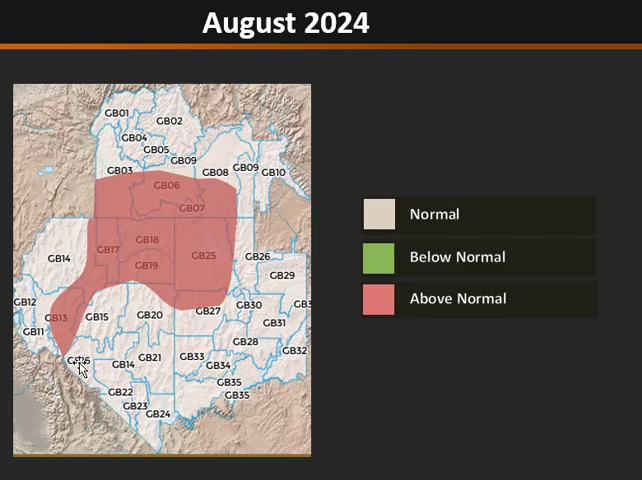 August 2024
GB01
GB02
GB04
GB05
GB09
GB03
GB08
GB09
GB10
GB06
GB07
GB17
GB18
GB19
GB25
GB14
GB26
GB29
GB12
GB13
GB11
GB15
GB20
GB27
GB30
GB31
GB28
GB32
GB14
GB21
GB33
GB34
GB35
GB35
GB22
GB23
GB24
Normal
Below Normal
Above Normal